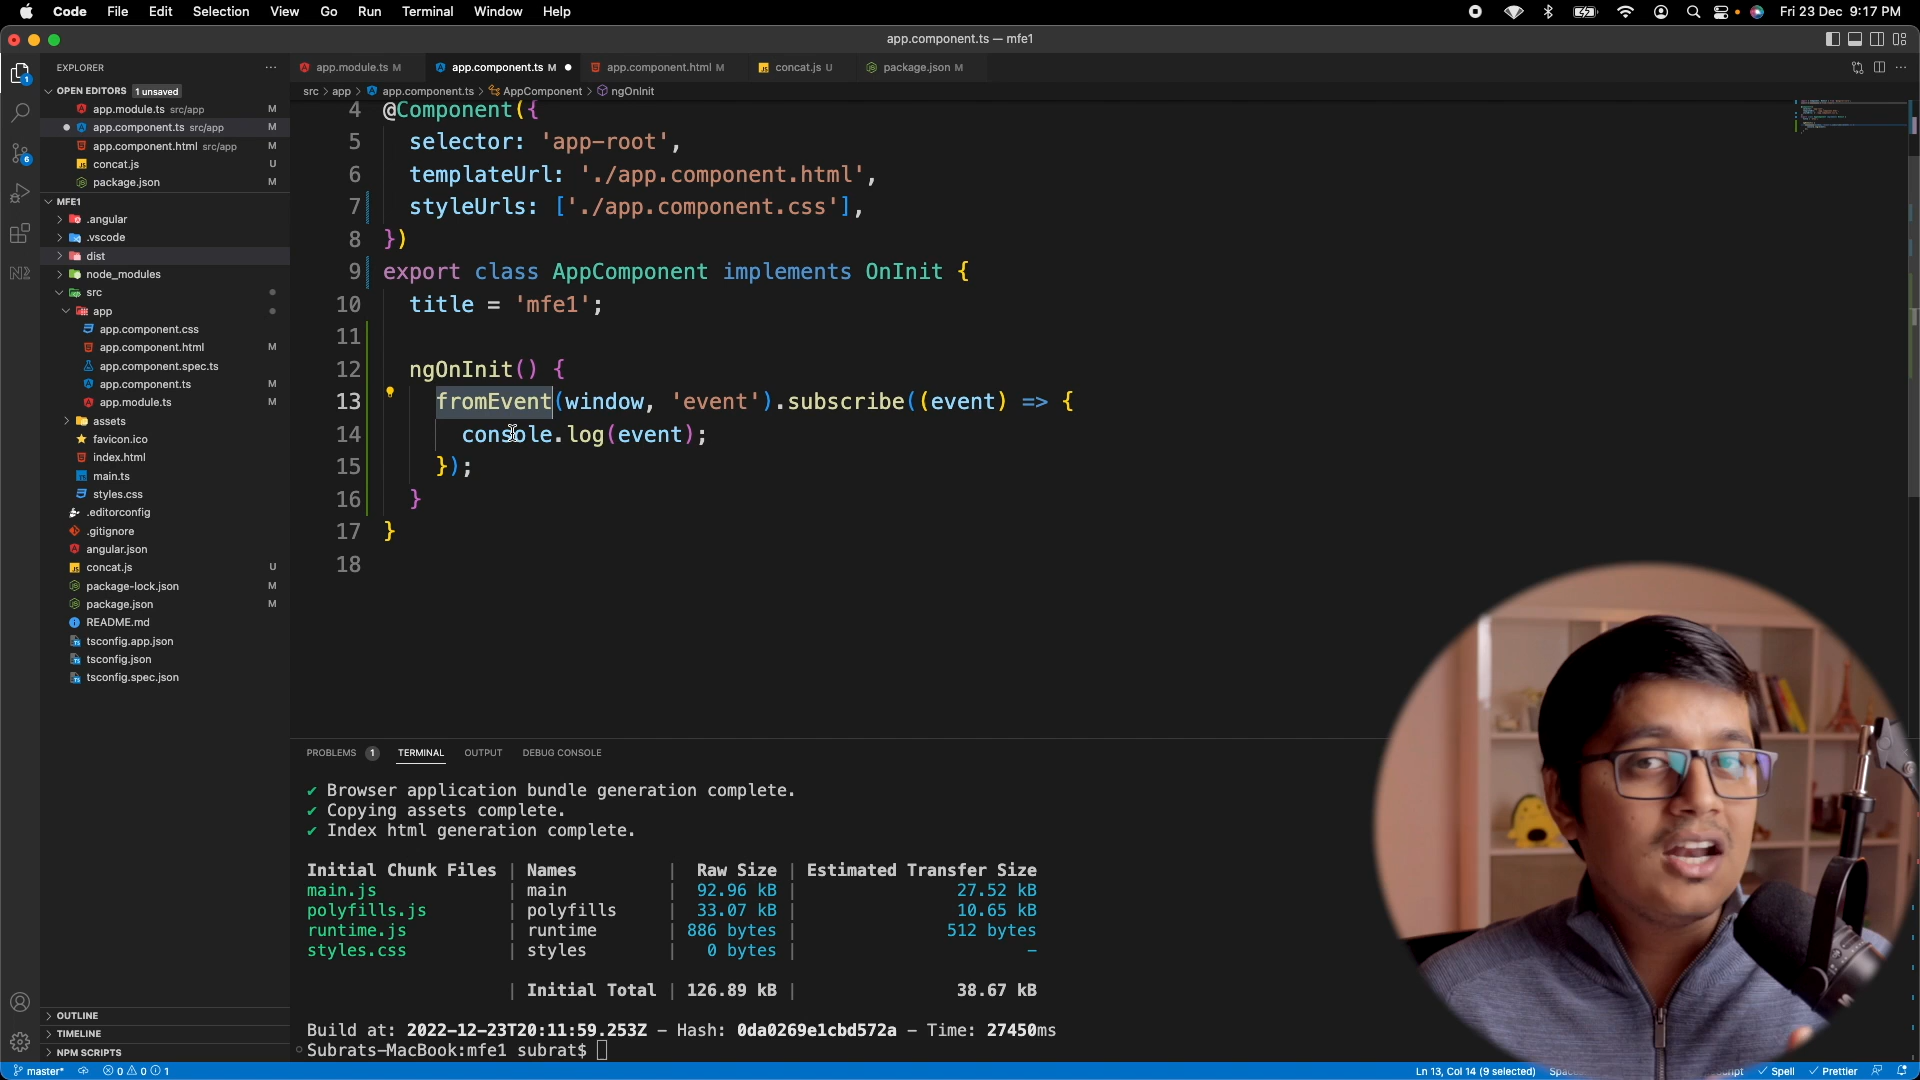 Code File Edit Selection View Go Run Terminal Window Help
Fri 23 Dec 9:17 PM
app.component.ts — mfe1
EXPLORER
app.module.ts M
app.component.ts M
app.component.html M
concat.js U
package.json M
src > app > app.component.ts > AppComponent > ngOnInit
OPEN EDITORS 1 unsaved
app.module.ts src/app M
app.component.ts src/app M
app.component.html src/app M
concat.js U
package.json M
MFE1
.angular
.vscode
dist
node_modules
src
app
app.component.css
app.component.html M
app.component.spec.ts
app.component.ts M
app.module.ts M
assets
favicon.ico
index.html
main.ts
styles.css
.editorconfig
.gitignore
angular.json
concat.js U
package-lock.json M
package.json M
README.md
tsconfig.app.json
tsconfig.json
tsconfig.spec.json
OUTLINE
TIMELINE
NPM SCRIPTS
4 @Component({
5 selector: 'app-root',
6 templateUrl: './app.component.html',
7 styleUrls: ['./app.component.css'],
8 })
9 export class AppComponent implements OnInit {
10 title = 'mfe1';
11
12 ngOnInit() {
13 fromEvent(window, 'event').subscribe((event) => {
14 console.log(event);
15 });
16 }
17 }
18
PROBLEMS 1 TERMINAL OUTPUT DEBUG CONSOLE
✔ Browser application bundle generation complete.
✔ Copying assets complete.
✔ Index html generation complete.
Initial Chunk Files | Names | Raw Size | Estimated Transfer Size
main.js | main | 92.96 kB | 27.52 kB
polyfills.js | polyfills | 33.07 kB | 10.65 kB
runtime.js | runtime | 886 bytes | 512 bytes
styles.css | styles | 0 bytes | -
| Initial Total | 126.89 kB | 38.67 kB
Build at: 2022-12-23T20:11:59.253Z - Hash: 0da0269e1cbd572a - Time: 27450ms
Subrats-MacBook:mfe1 subrat$
master* 0 0 1
Ln 13, Col 14 (9 selected) Spell Prettier